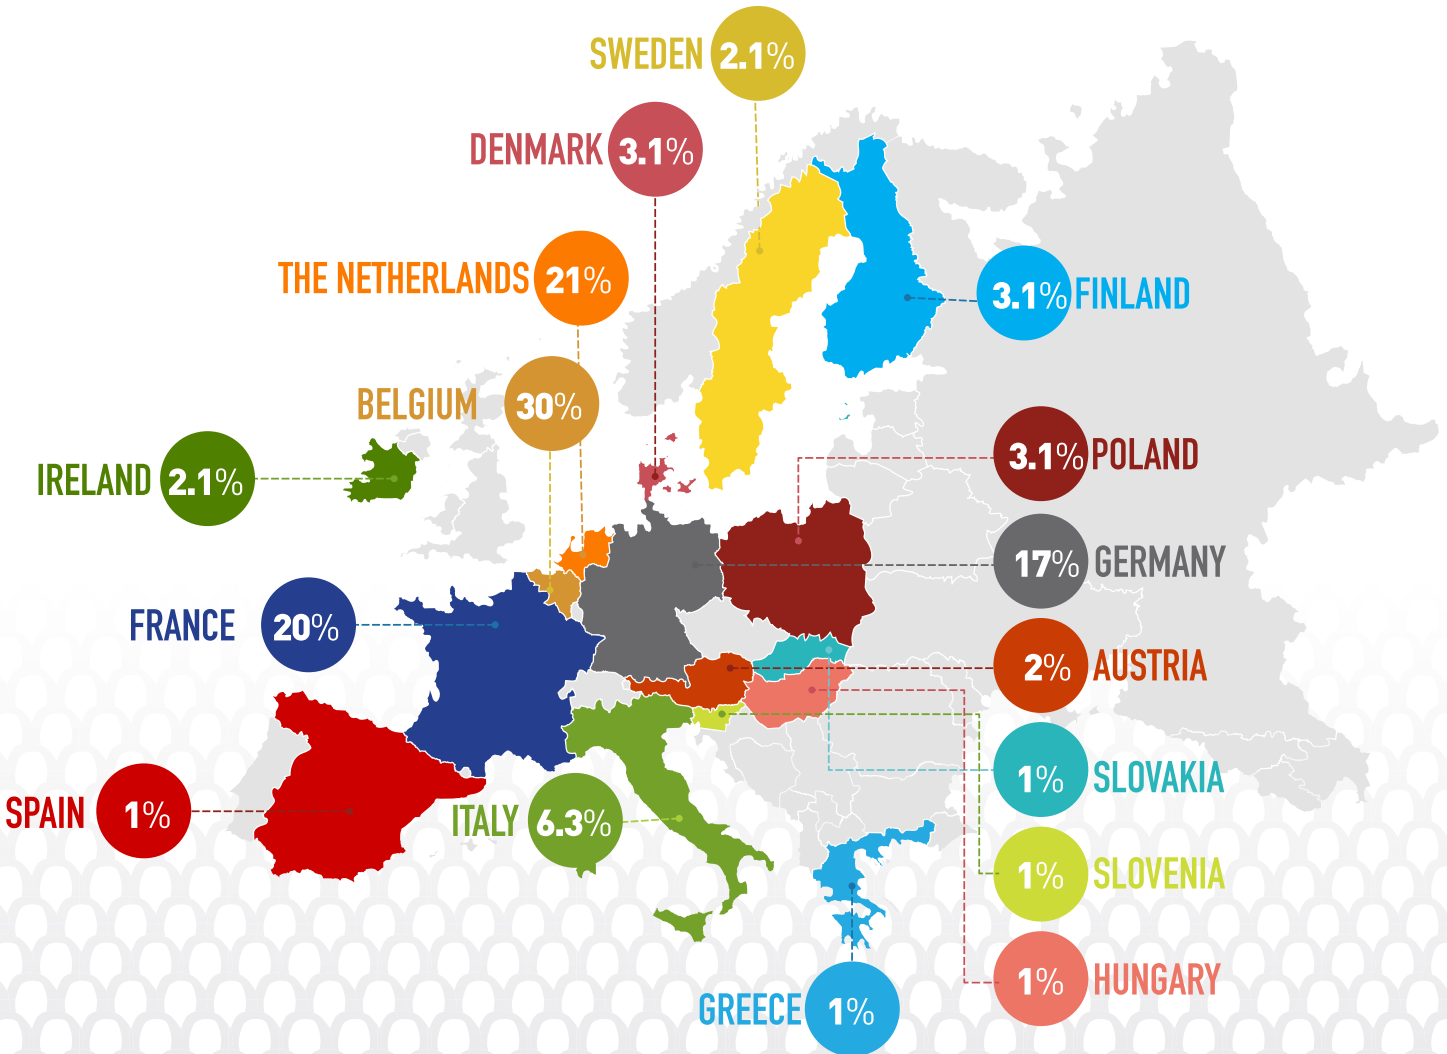 SWEDEN 2.1%
DENMARK 3.1%
THE NETHERLANDS 21%
3.1% FINLAND
BELGIUM 30%
IRELAND 2.1%
3.1% POLAND
17% GERMANY
FRANCE 20%
2% AUSTRIA
1% SLOVAKIA
SPAIN 1%
ITALY 6.3%
1% SLOVENIA
1% HUNGARY
GREECE 1%